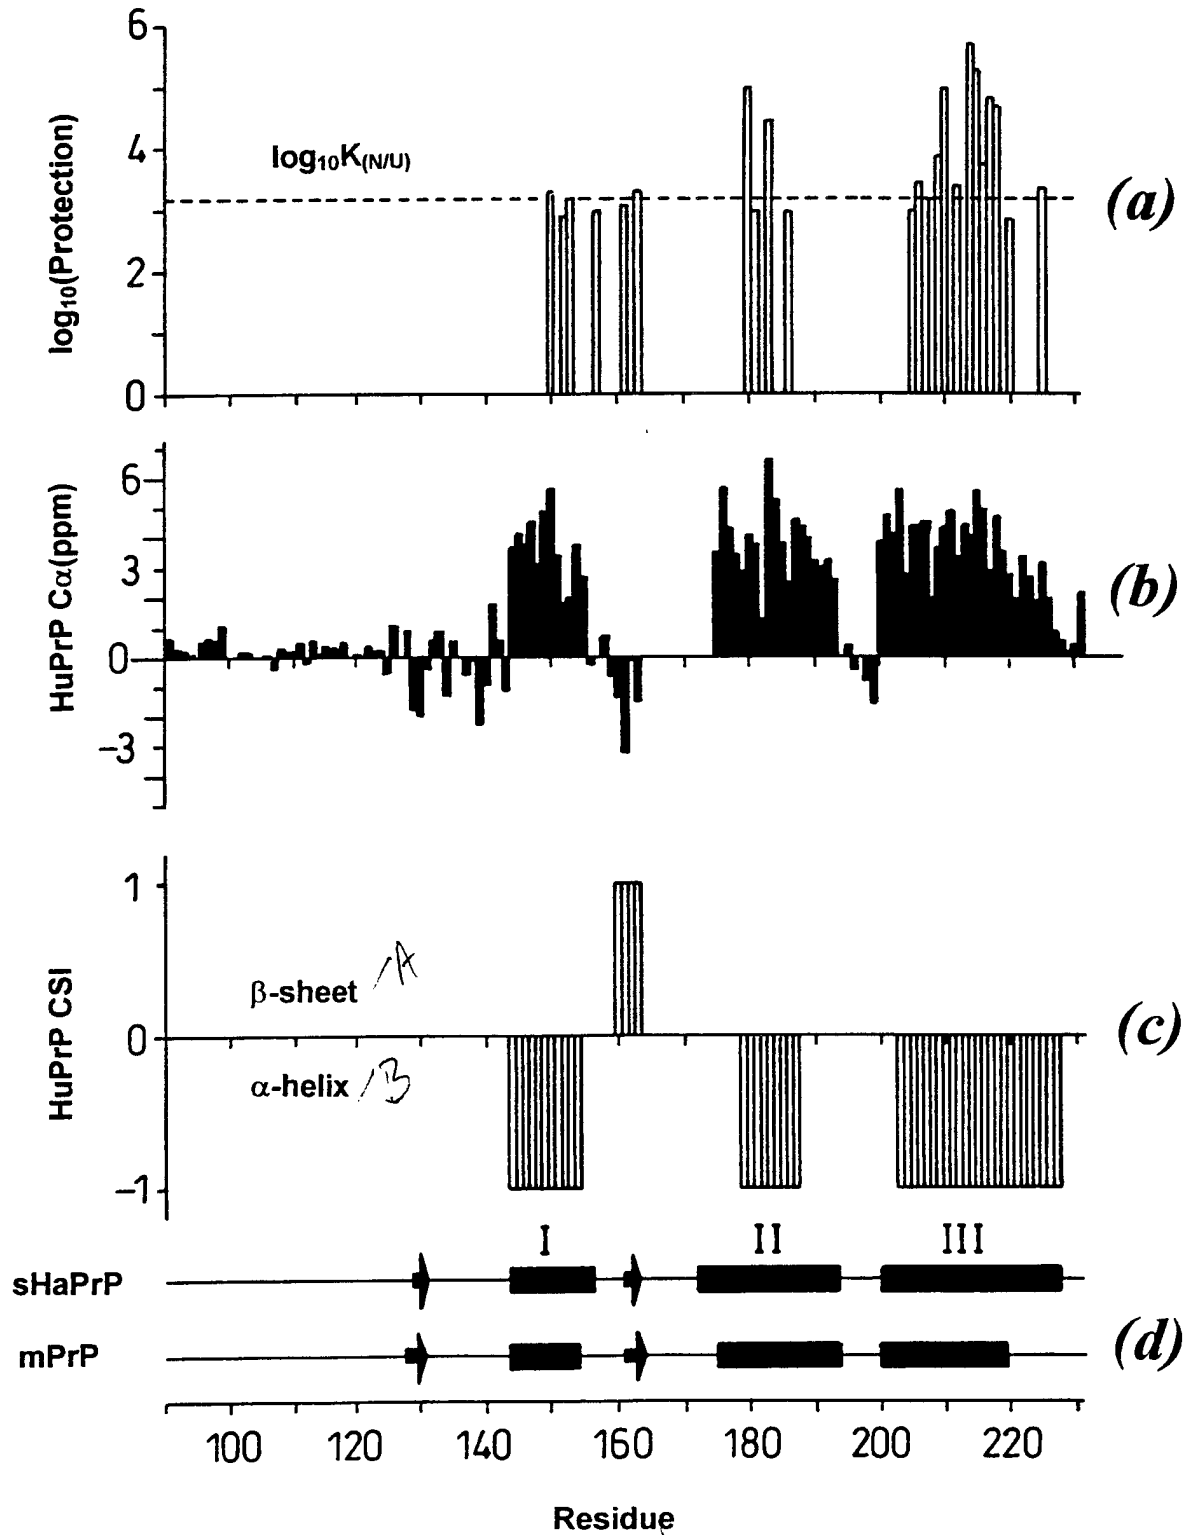 6
4
2
0
log₁₀(Protection)
log₁₀K(N/U)
(a)
6
3
0
−3
HuPrP Cα(ppm)
(b)
1
0
−1
HuPrP CSI
β-sheet /A
α-helix /B
(c)
I II III
sHaPrP
mPrP
(d)
100 120 140 160 180 200 220
Residue